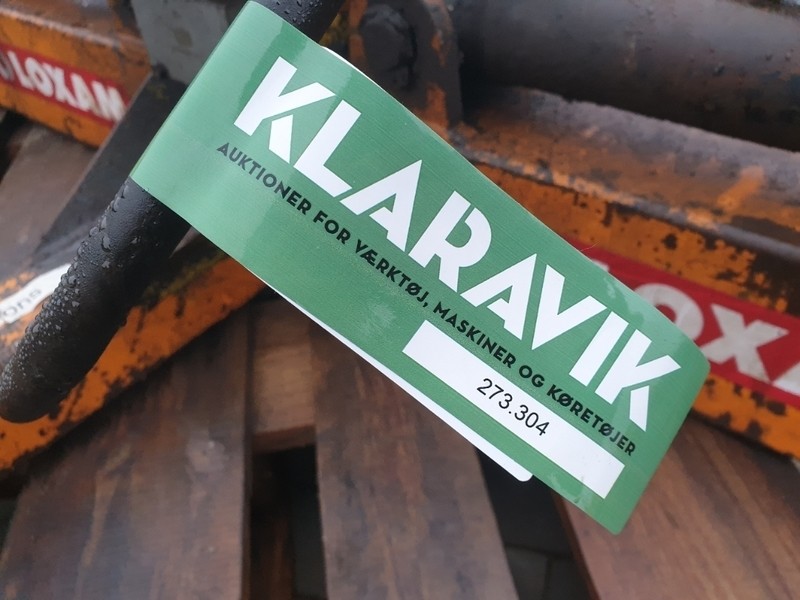 LOXAM
KLARAVIK
AUKTIONER FOR VÆRKTØJ, MASKINER OG KØRETØJER
273.304
LOXA